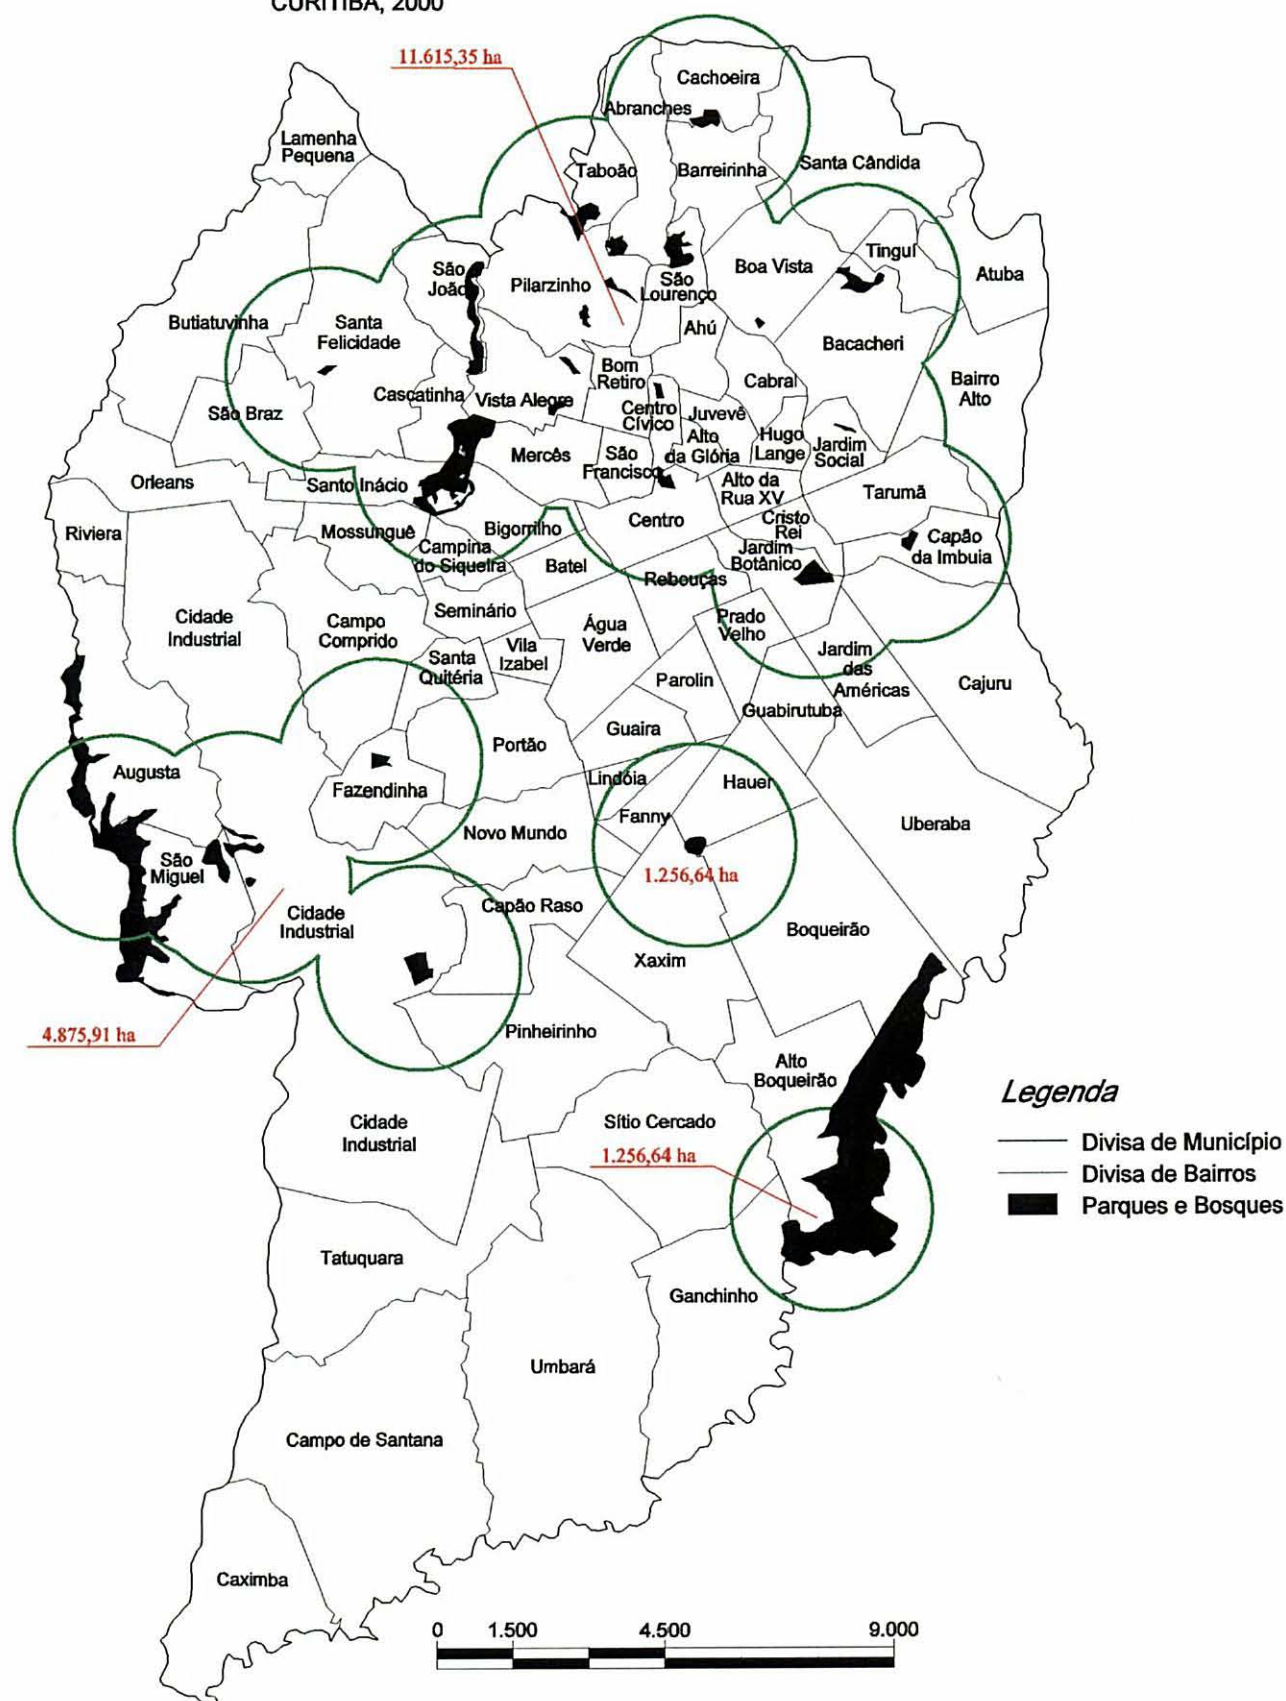 CURITIBA, 2000
11.615,35 ha
Cachoeira
Abranches
Lamenha
Pequena
Taboão
Barreirinha
Santa Cândida
Tinguí
Boa Vista
Atuba
São
João
Pilarzinho
São
Lourenço
Butiatuvinha
Santa
Felicidade
Ahú
Bacacheri
Bom
Retiro
Cabral
Bairro
Alto
Cascatinha
Vista Alegre
São Braz
Centro
Cívico
Juvevê
Alto
da Glória
Hugo
Lange
Jardim
Social
Mercês
São
Francisco
Orleans
Santo Inácio
Alto da
Rua XV
Tarumã
Riviera
Mossunguê
Bigorrilho
Centro
Cristo
Rei
Capão
da Imbuia
Campina
do Siqueira
Batel
Rebouças
Jardim
Botânico
Cidade
Industrial
Campo
Comprido
Seminário
Água
Verde
Prado
Velho
Vila
Izabel
Santa
Quitéria
Parolin
Jardim
das
Américas
Cajuru
Guabirutuba
Guaira
Portão
Augusta
Fazendinha
Lindóia
Hauer
Fanny
Novo Mundo
Uberaba
São
Miguel
1.256,64 ha
Cidade
Industrial
Capão Raso
Boqueirão
Xaxim
4.875,91 ha
Pinheirinho
Alto
Boqueirão
Legenda
Cidade
Industrial
Sítio Cercado
1.256,64 ha
Divisa de Município
Divisa de Bairros
Parques e Bosques
Tatuquara
Ganchinho
Umbará
Campo de Santana
Caximba
0 1.500 4.500 9.000